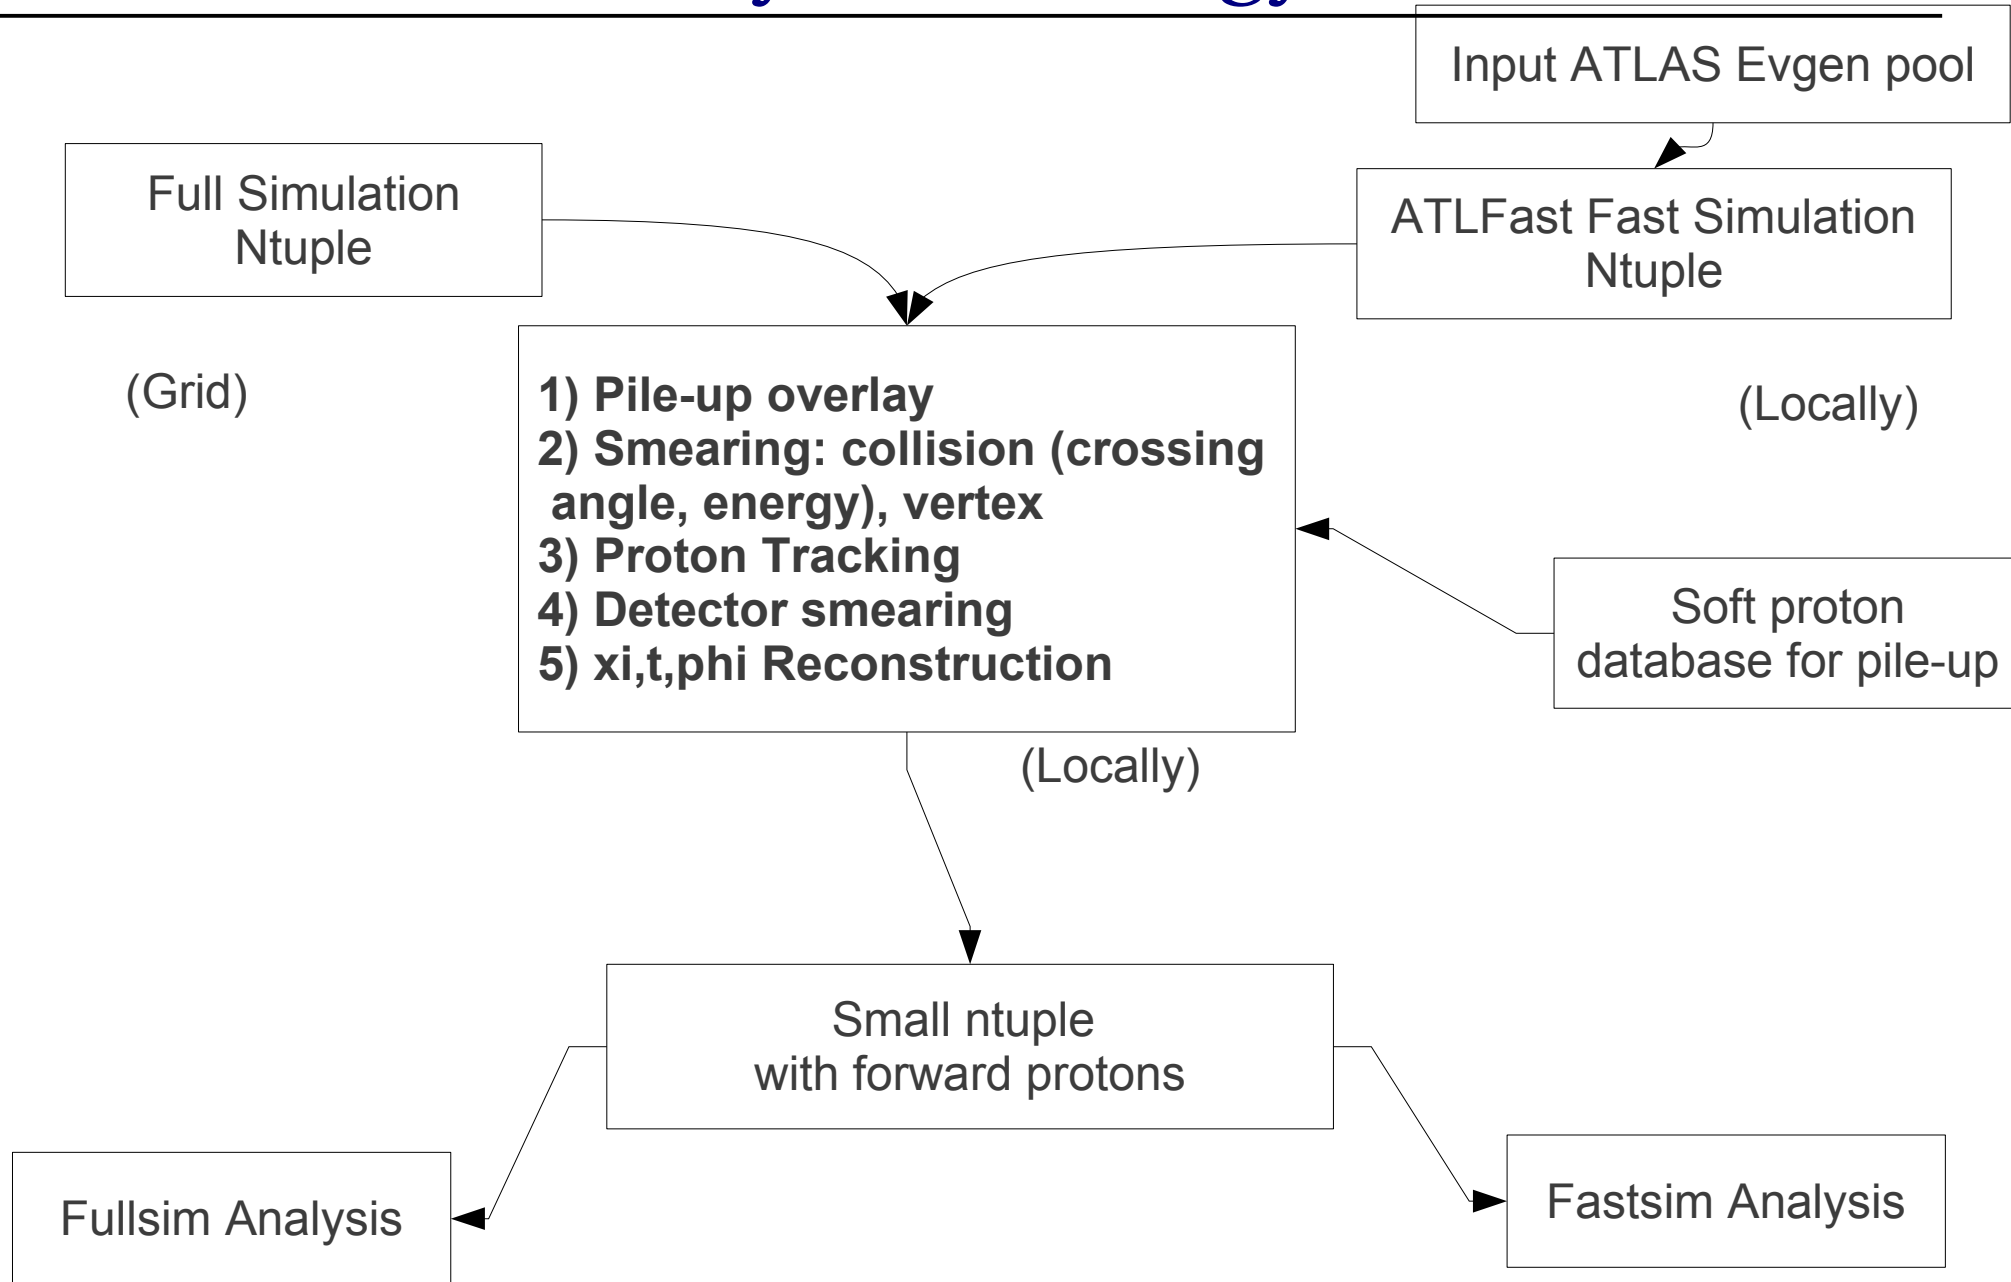 Input ATLAS Evgen pool
Full Simulation
Ntuple
ATLFast Fast Simulation
Ntuple
(Grid)
(Locally)
1) Pile-up overlay
2) Smearing: collision (crossing
angle, energy), vertex
3) Proton Tracking
4) Detector smearing
5) xi,t,phi Reconstruction
Soft proton
database for pile-up
(Locally)
Small ntuple
with forward protons
Fullsim Analysis
Fastsim Analysis